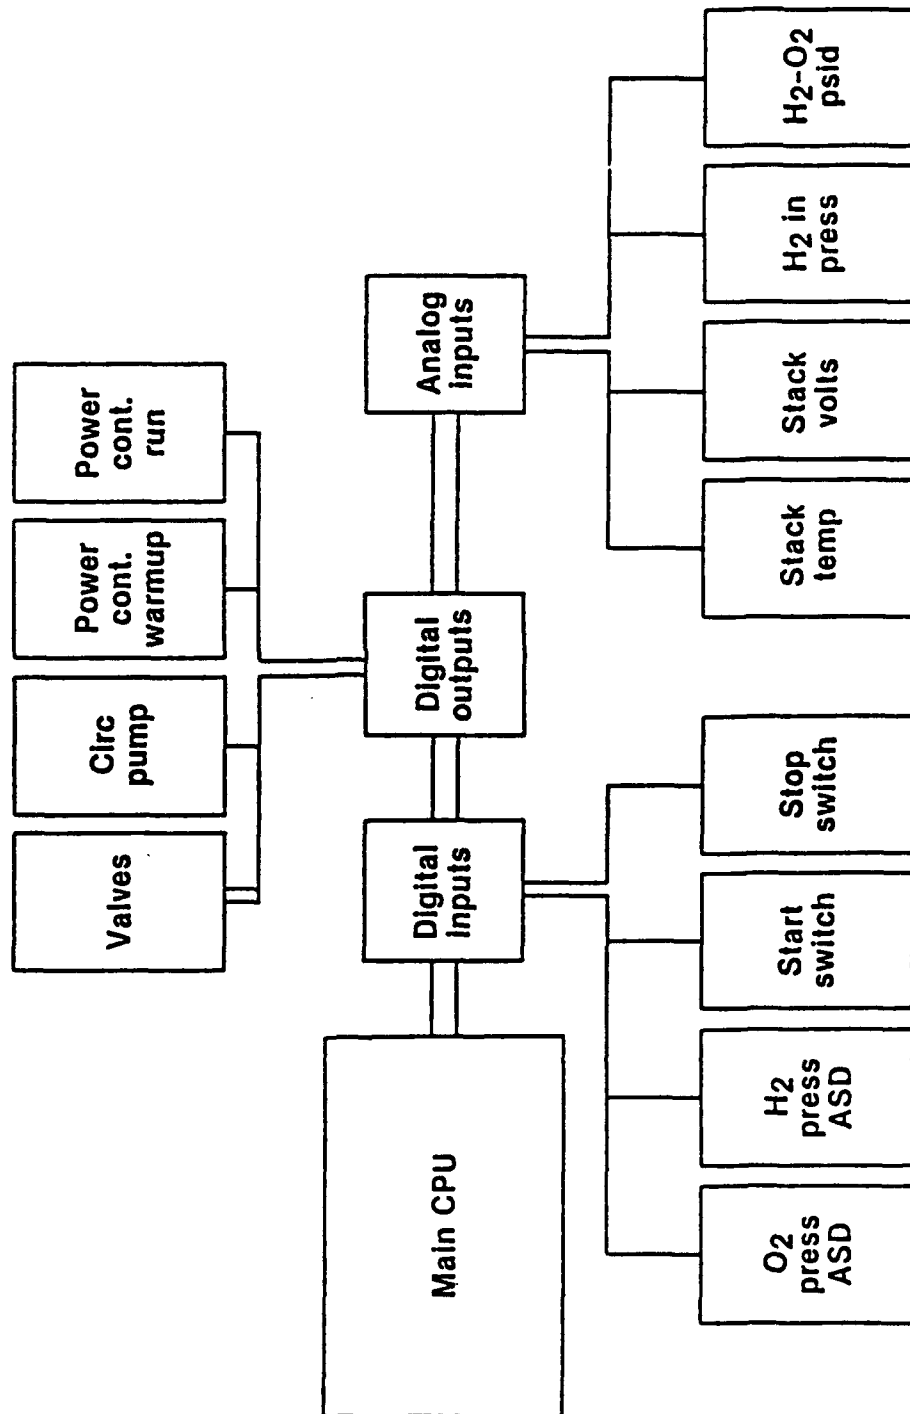 Valves
Circ
pump
Power
cont.
warmup
Power
cont.
run
Main CPU
Digital
inputs
Digital
outputs
Analog
inputs
O2
press
ASD
H2
press
ASD
Start
switch
Stop
switch
Stack
temp
Stack
volts
H2 in
press
H2-O2
psid